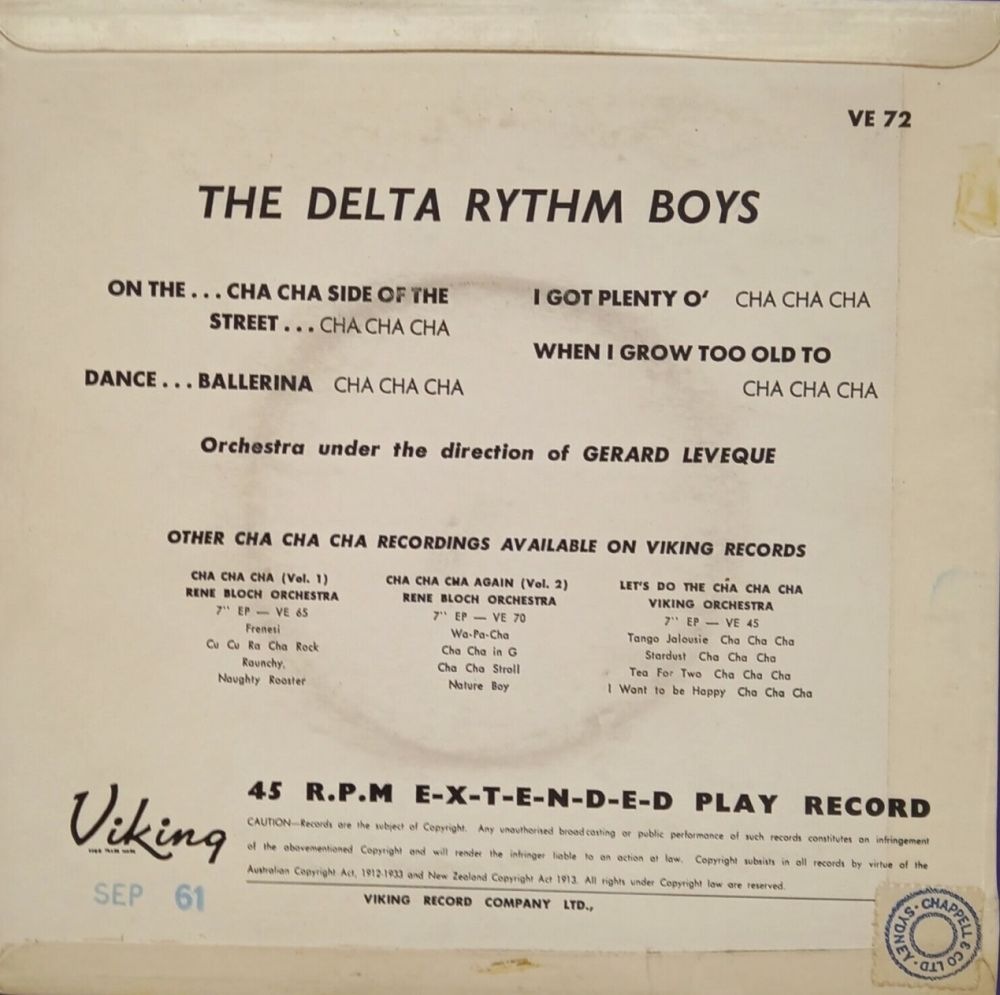 VE 72
THE DELTA RYTHM BOYS
ON THE . . . CHA CHA SIDE OF THE
STREET . . . CHA CHA CHA
DANCE . . . BALLERINA CHA CHA CHA
I GOT PLENTY O' CHA CHA CHA
WHEN I GROW TOO OLD TO
CHA CHA CHA
Orchestra under the direction of GERARD LEVEQUE
OTHER CHA CHA CHA RECORDINGS AVAILABLE ON VIKING RECORDS
CHA CHA CHA (Vol. 1)
RENE BLOCH ORCHESTRA
7" EP — VE 65
Frenesi
Cu Cu Ra Cha Rock
Raunchy,
Naughty Rooster
CHA CHA CHA AGAIN (Vol. 2)
RENE BLOCH ORCHESTRA
7" EP — VE 70
Wa-Pa-Cha
Cha Cha in G
Cha Cha Stroll
Nature Boy
LET'S DO THE CHA CHA CHA
VIKING ORCHESTRA
7" EP — VE 45
Tango Jalousie Cha Cha Cha
Stardust Cha Cha Cha
Tea For Two Cha Cha Cha
I Want to be Happy Cha Cha Cha
Viking
45 R.P.M E-X-T-E-N-D-E-D PLAY RECORD
CAUTION—Records are the subject of Copyright. Any unauthorised broadcasting or public performance of such records constitutes an infringement
of the abovementioned Copyright and will render the infringer liable to an action at law. Copyright subsists in all records by virtue of the
Australian Copyright Act, 1912-1933 and New Zealand Copyright Act 1913. All rights under Copyright law are reserved.
VIKING RECORD COMPANY LTD.,
SEP 61
CHAPPELL & CO LTD · SYDNEY ·